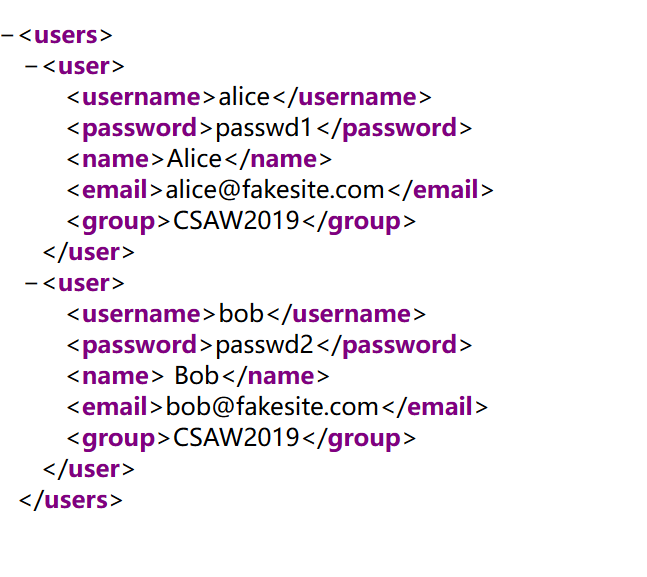 –<users>
–<user>
<username>alice</username>
<password>passwd1</password>
<name>Alice</name>
<email>alice@fakesite.com</email>
<group>CSAW2019</group>
</user>
–<user>
<username>bob</username>
<password>passwd2</password>
<name> Bob</name>
<email>bob@fakesite.com</email>
<group>CSAW2019</group>
</user>
</users>